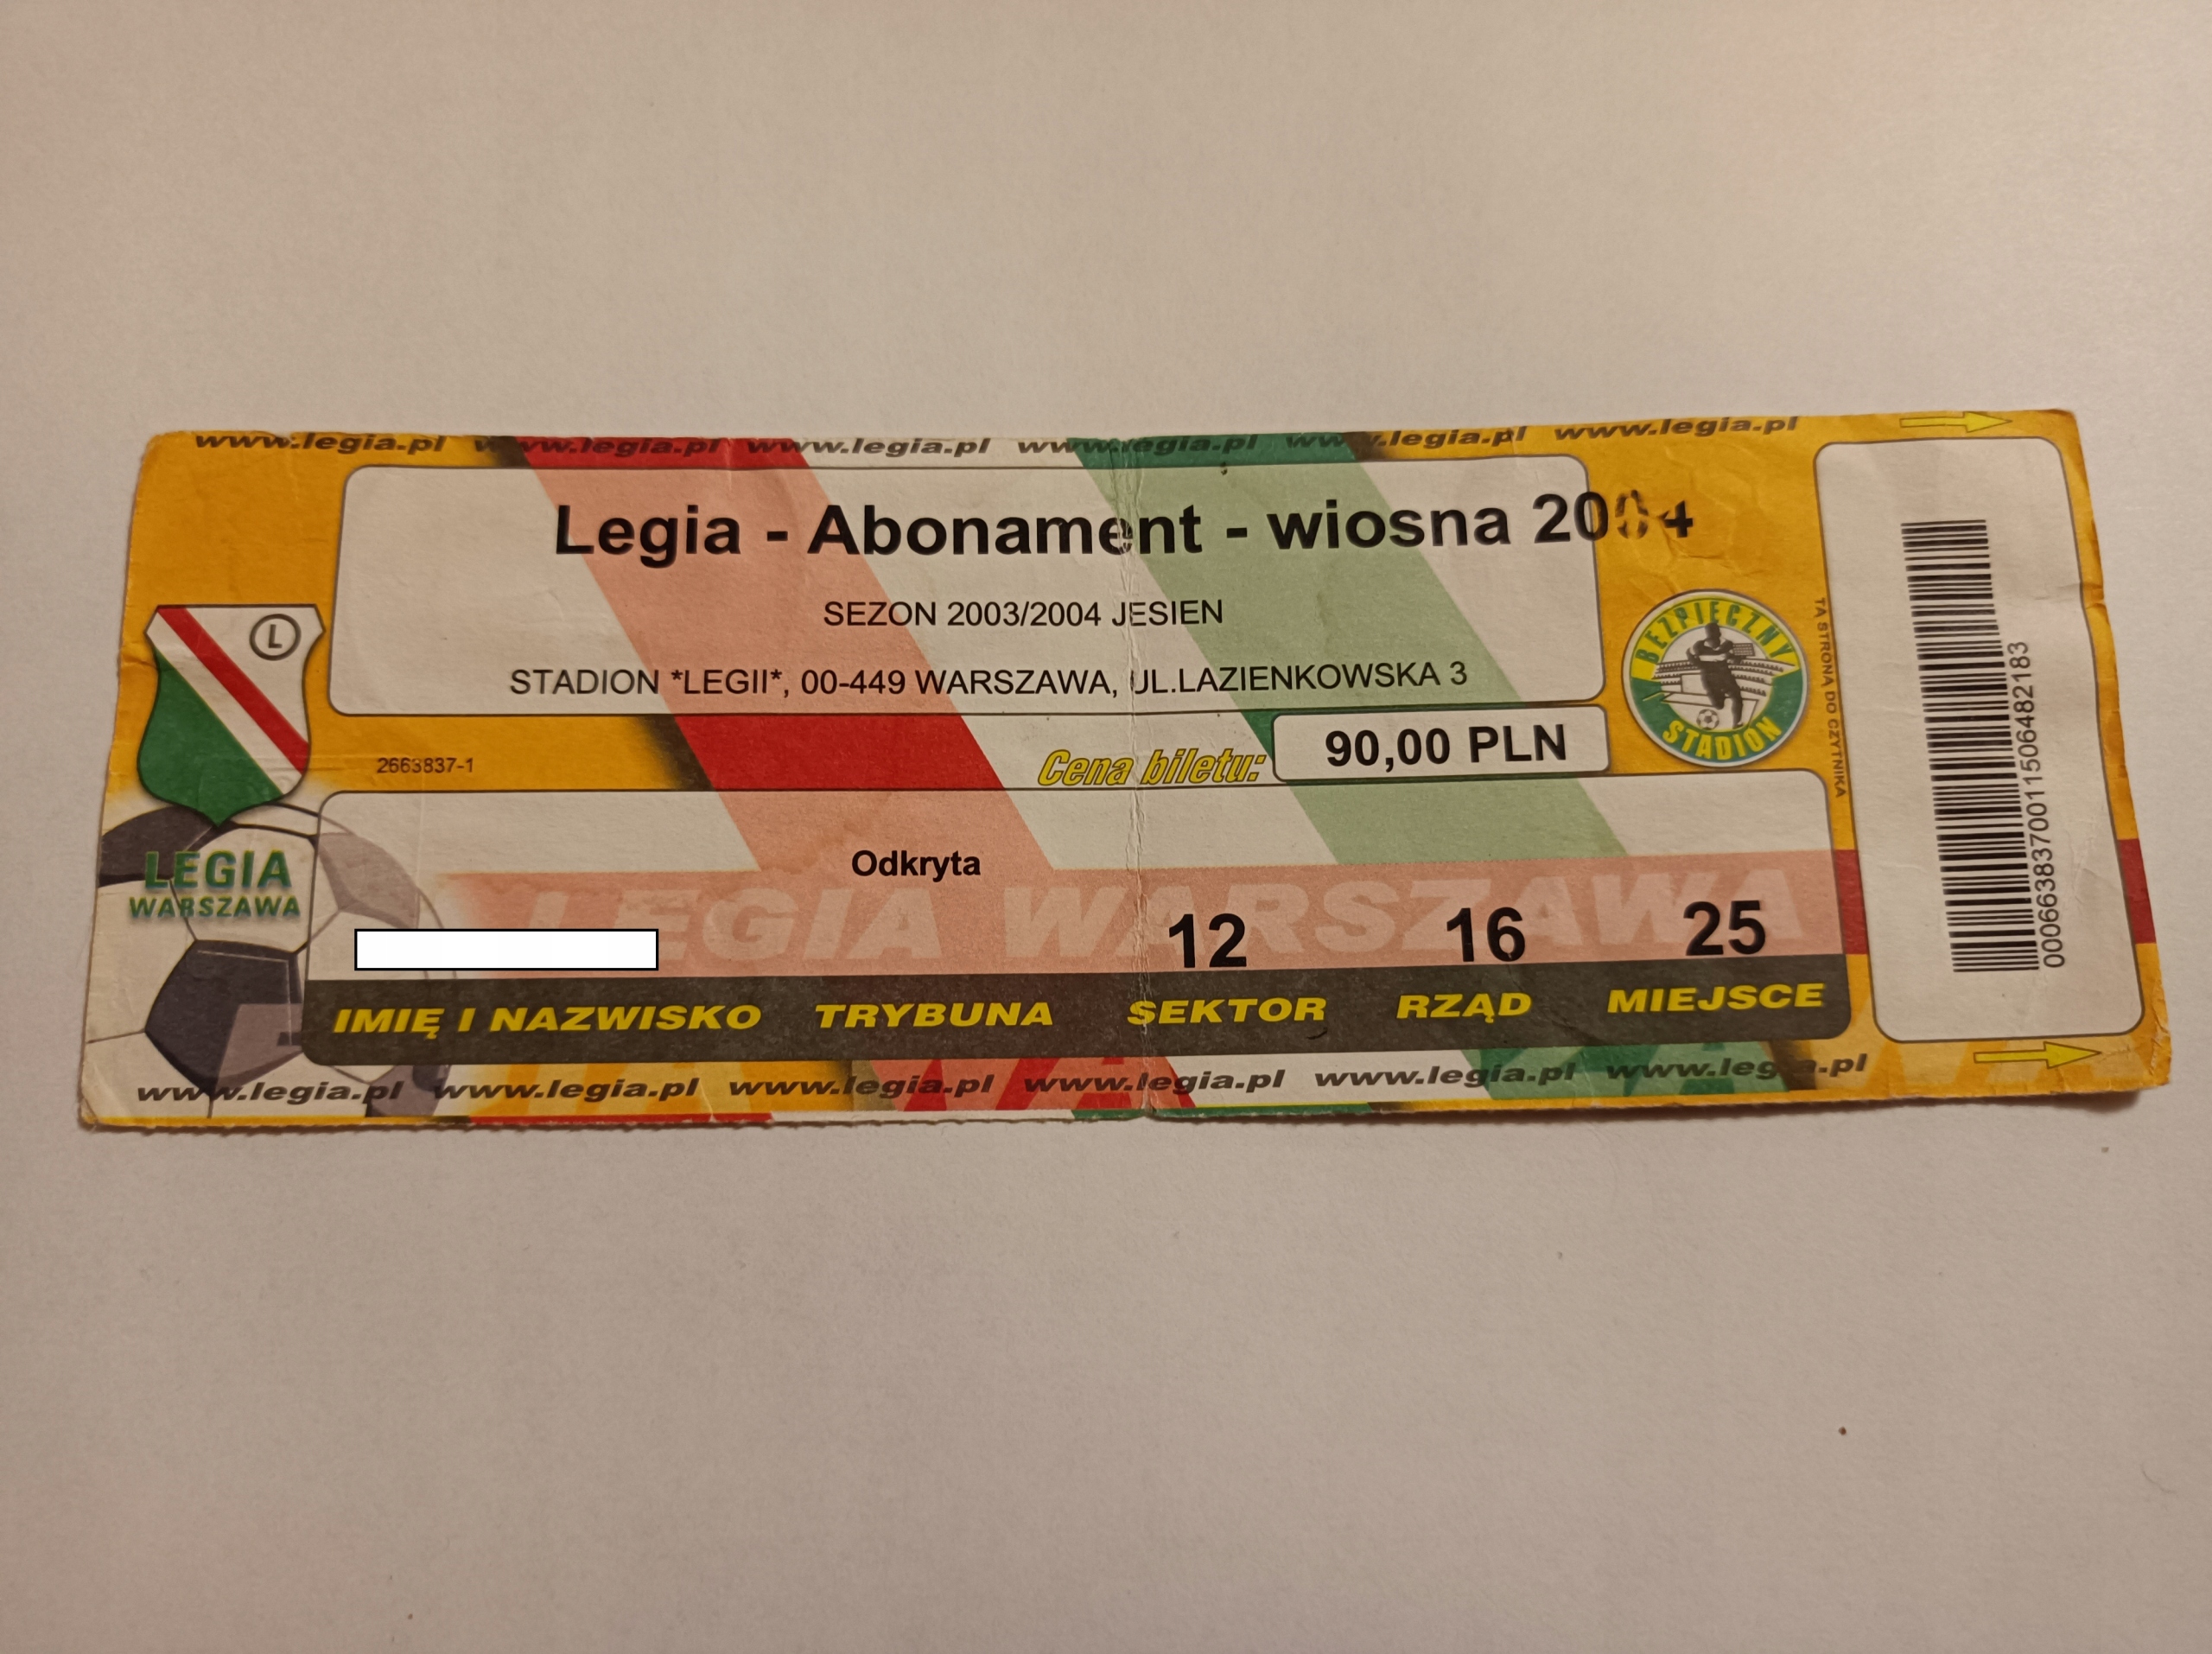 www.legia.pl www.legia.pl www.legia.pl www.legia.pl www.legia.pl www.legia.pl
Legia - Abonament - wiosna 2004
SEZON 2003/2004 JESIEN
STADION *LEGII*, 00-449 WARSZAWA, UL.LAZIENKOWSKA 3
L
BEZPIECZNY
STADION
TĄ STRONĄ DO CZYTNIKA
0006638370011506482183
2663837-1
Cena biletu: 90,00 PLN
LEGIA
WARSZAWA
Odkryta
LEGIA WARSZAWA
12 16 25
IMIĘ I NAZWISKO TRYBUNA SEKTOR RZĄD MIEJSCE
www.legia.pl www.legia.pl www.legia.pl www.legia.pl www.legia.pl www.legia.pl